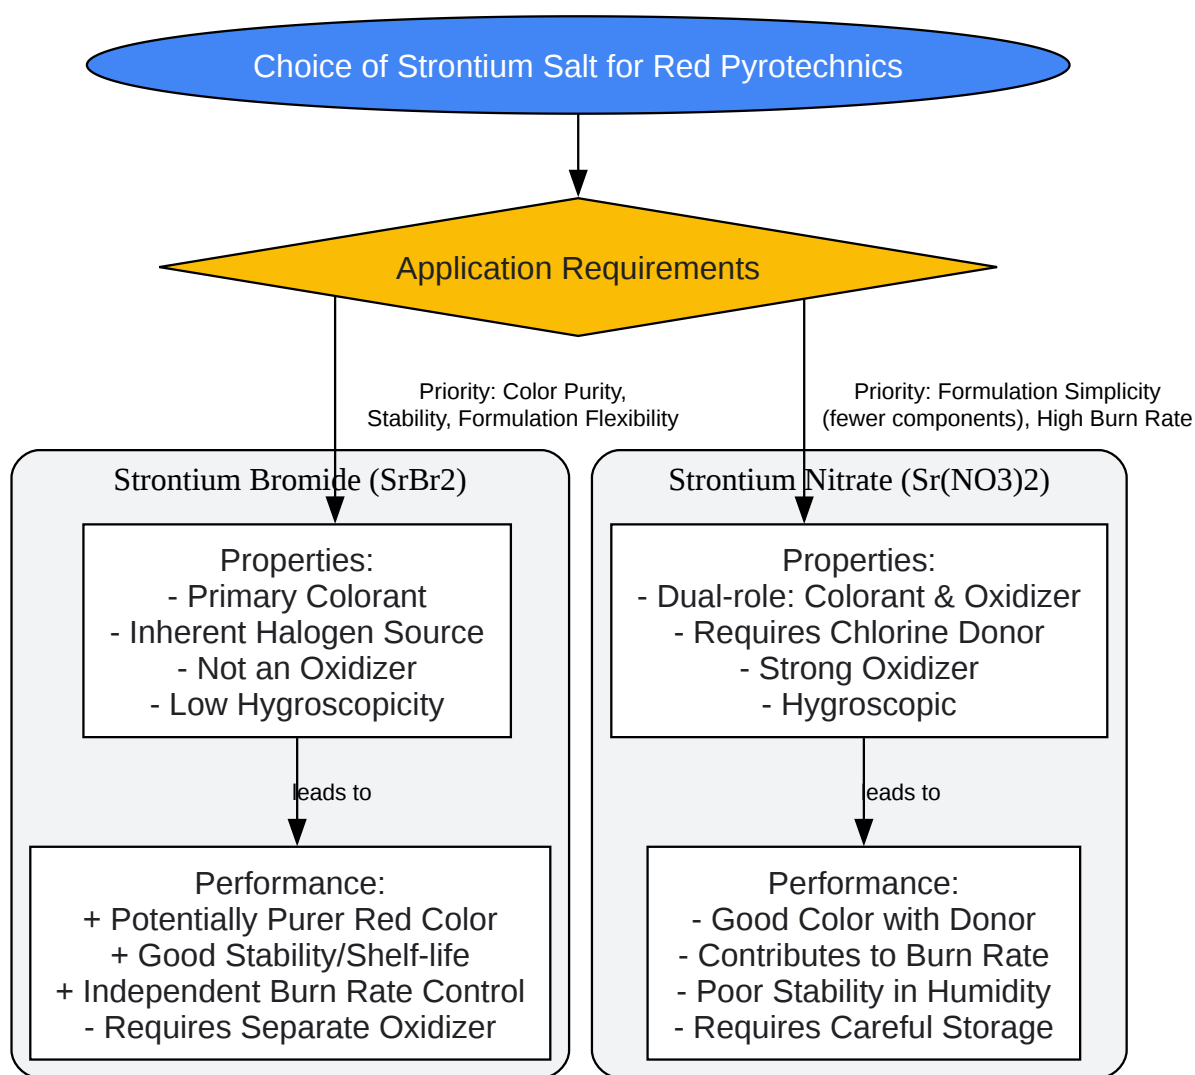 Choice of Strontium Salt for Red Pyrotechnics
Application Requirements
Priority: Color Purity,
Stability, Formulation Flexibility
Priority: Formulation Simplicity
(fewer components), High Burn Rate
Strontium Bromide (SrBr2)
Properties:
- Primary Colorant
- Inherent Halogen Source
- Not an Oxidizer
- Low Hygroscopicity
leads to
Performance:
+ Potentially Purer Red Color
+ Good Stability/Shelf-life
+ Independent Burn Rate Control
- Requires Separate Oxidizer
Strontium Nitrate (Sr(NO3)2)
Properties:
- Dual-role: Colorant & Oxidizer
- Requires Chlorine Donor
- Strong Oxidizer
- Hygroscopic
leads to
Performance:
- Good Color with Donor
- Contributes to Burn Rate
- Poor Stability in Humidity
- Requires Careful Storage